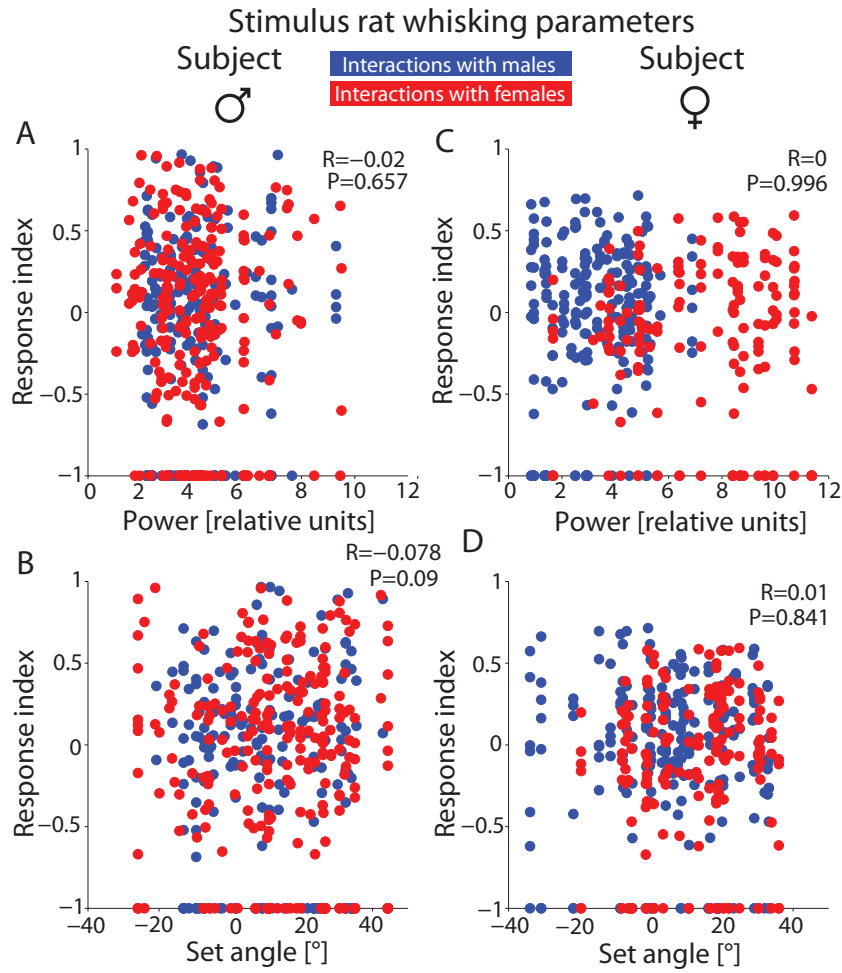 Stimulus rat whisking parameters
Subject
Interactions with males
Interactions with females
Subject
♂
♀
A
R=−0.02
P=0.657
Response index
1
0.5
0
−0.5
−1
0 2 4 6 8 10 12
Power [relative units]
C
R=0
P=0.996
Response index
1
0.5
0
−0.5
−1
0 2 4 6 8 10 12
Power [relative units]
B
R=−0.078
P=0.09
Response index
1
0.5
0
−0.5
−1
−40 −20 0 20 40
Set angle [°]
D
R=0.01
P=0.841
Response index
1
0.5
0
−0.5
−1
−40 −20 0 20 40
Set angle [°]